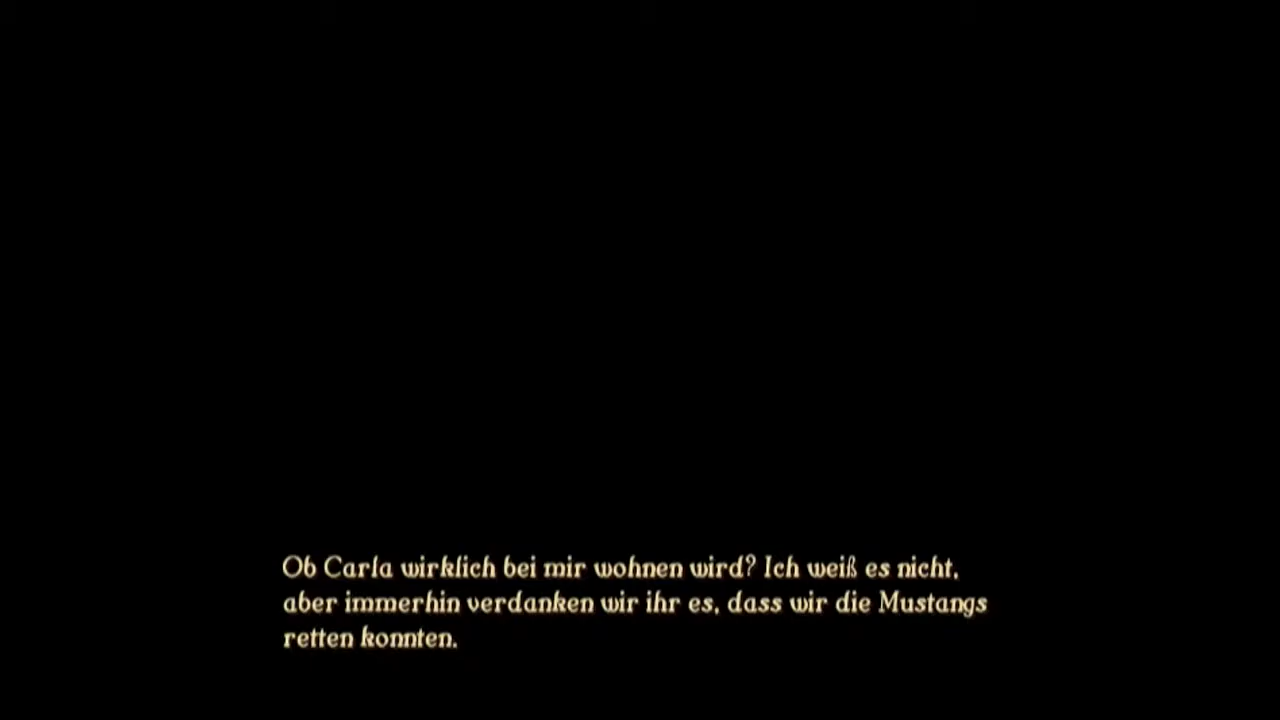 Ob Carla wirklich bei mir wohnen wird? Ich weiß es nicht,
aber immerhin verdanken wir ihr es, dass wir die Mustangs
retten konnten.